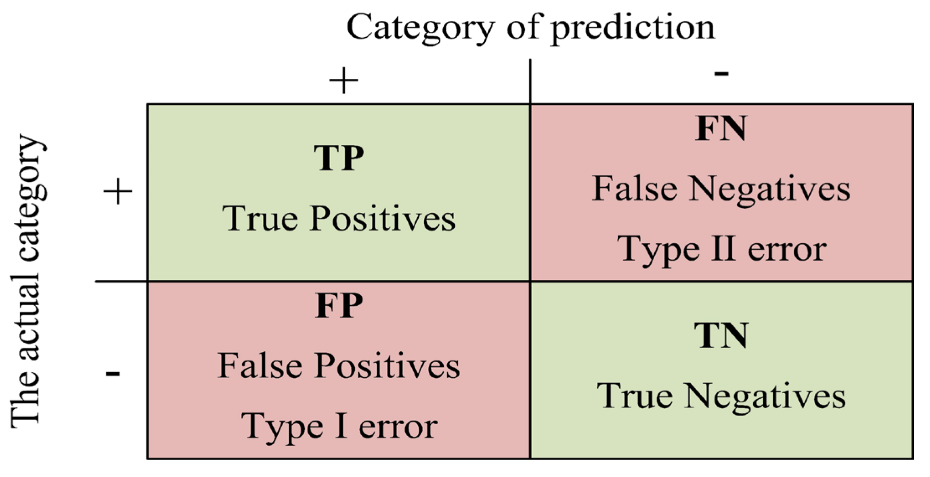 Category of prediction
+ -
The actual category
+
TP
True Positives
FN
False Negatives
Type II error
-
FP
False Positives
Type I error
TN
True Negatives